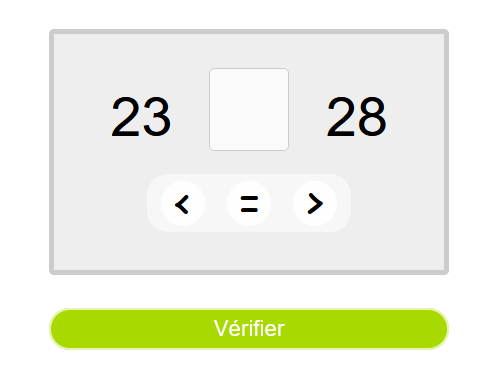 23 28
< = >
Vérifier